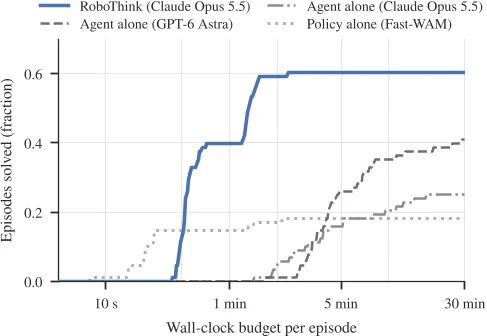 RoboThink (Claude Opus 5.5)
Agent alone (Claude Opus 5.5)
Agent alone (GPT-6 Astra)
Policy alone (Fast-WAM)
Episodes solved (fraction)
0.6
0.4
0.2
0.0
10 s
1 min
5 min
30 min
Wall-clock budget per episode